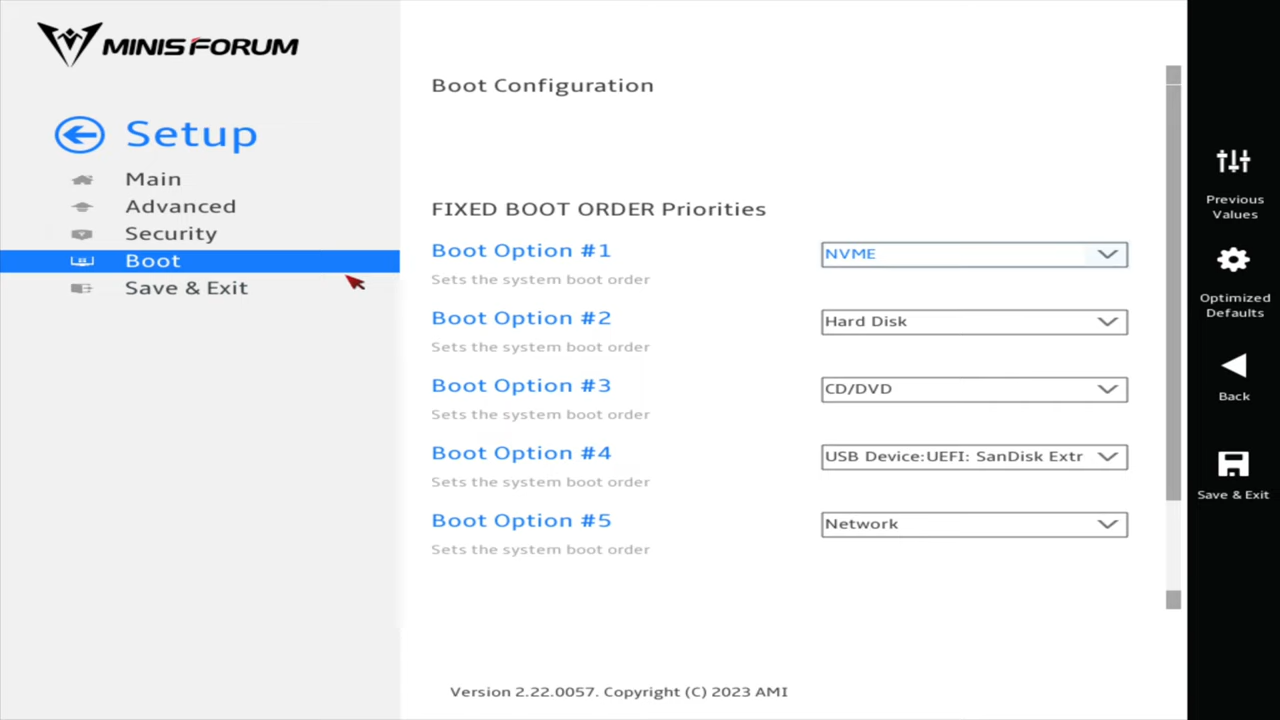 MINISFORUM
Setup
Main
Advanced
Security
Boot
Save & Exit
Boot Configuration
FIXED BOOT ORDER Priorities
Boot Option #1
NVME
Sets the system boot order
Boot Option #2
Hard Disk
Sets the system boot order
Boot Option #3
CD/DVD
Sets the system boot order
Boot Option #4
USB Device:UEFI: SanDisk Extr
Sets the system boot order
Boot Option #5
Network
Sets the system boot order
Version 2.22.0057. Copyright (C) 2023 AMI
Previous
Values
Optimized
Defaults
Back
Save & Exit